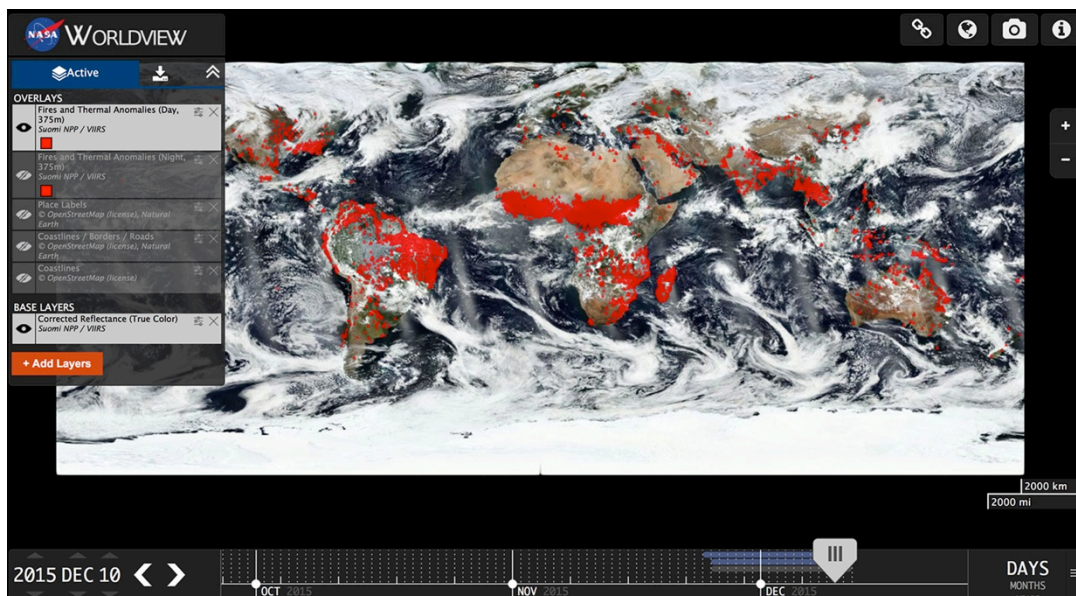 NASA WORLDVIEW
Active
OVERLAYS
Fires and Thermal Anomalies (Day,
375m)
Suomi NPP / VIIRS
Fires and Thermal Anomalies (Night,
375m)
Suomi NPP / VIIRS
Place Labels
© OpenStreetMap (license), Natural
Earth
Coastlines / Borders / Roads
© OpenStreetMap (license), Natural
Earth
Coastlines
© OpenStreetMap (license)
BASE LAYERS
Corrected Reflectance (True Color)
Suomi NPP / VIIRS
+ Add Layers
+
−
2000 km
2000 mi
2015 DEC 10
OCT 2015
NOV 2015
DEC 2015
DAYS
MONTHS